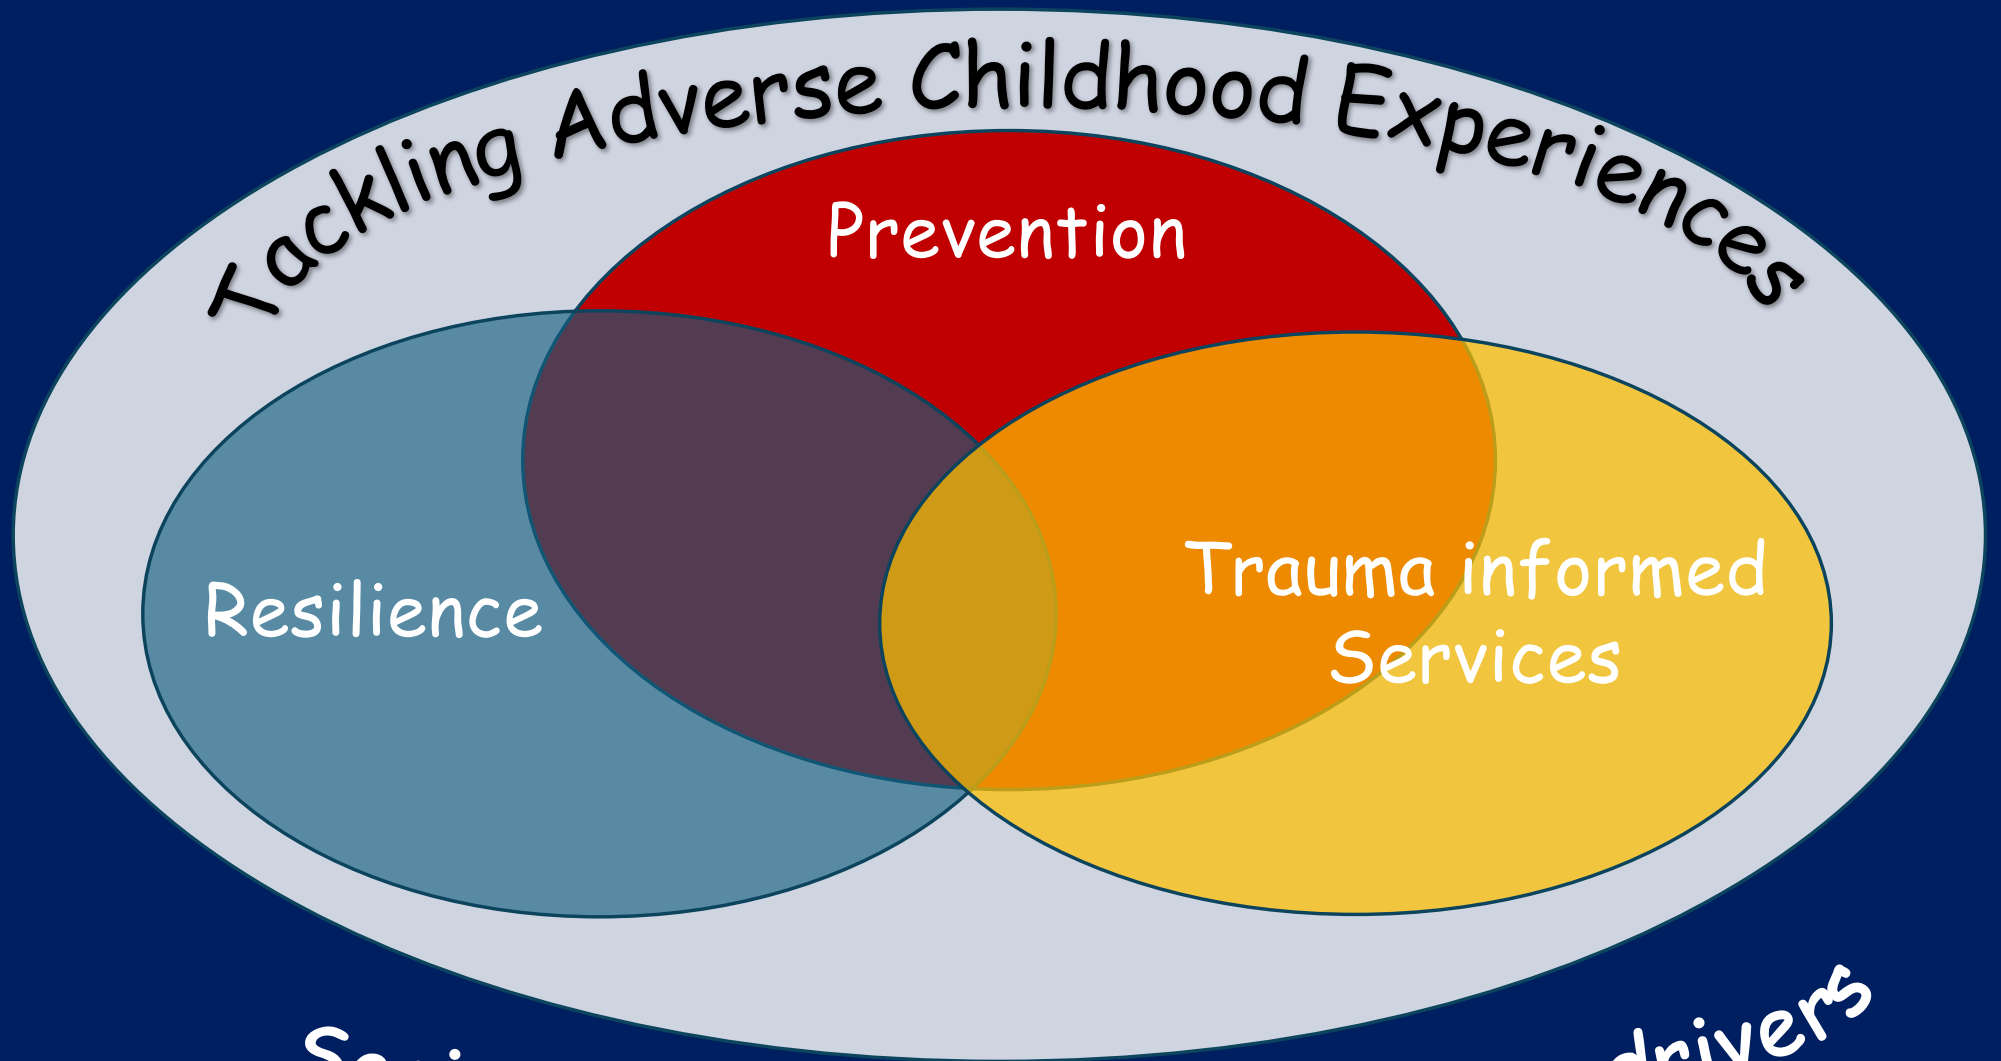 Tackling Adverse Childhood Experiences
Prevention
Resilience
Trauma informed
Services
drivers